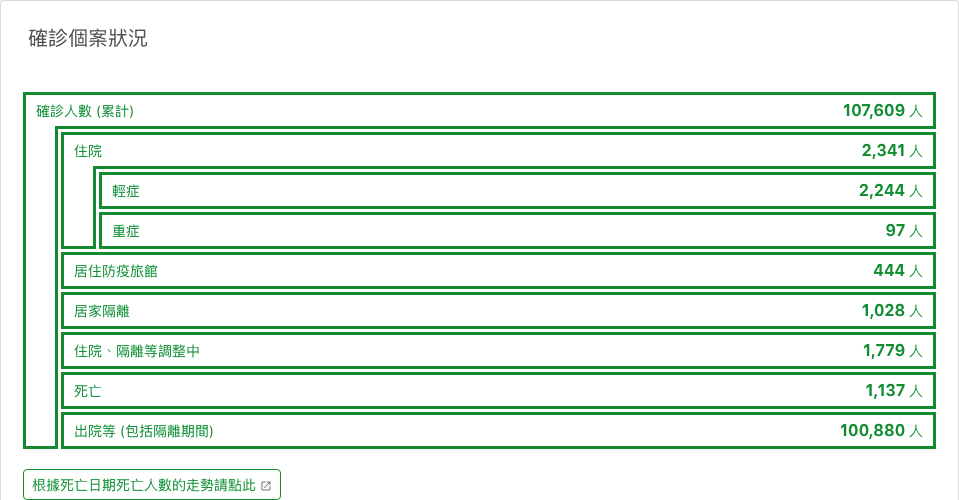 確診個案狀況
確診人數 (累計) 107,609 人
住院 2,341 人
輕症 2,244 人
重症 97 人
居住防疫旅館 444 人
居家隔離 1,028 人
住院、隔離等調整中 1,779 人
死亡 1,137 人
出院等 (包括隔離期間) 100,880 人
根據死亡日期死亡人數的走勢請點此